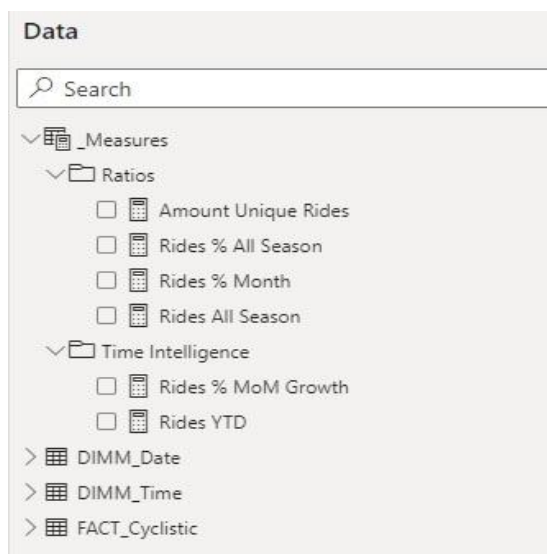 Data
Search
_Measures
Ratios
Amount Unique Rides
Rides % All Season
Rides % Month
Rides All Season
Time Intelligence
Rides % MoM Growth
Rides YTD
DIMM_Date
DIMM_Time
FACT_Cyclistic